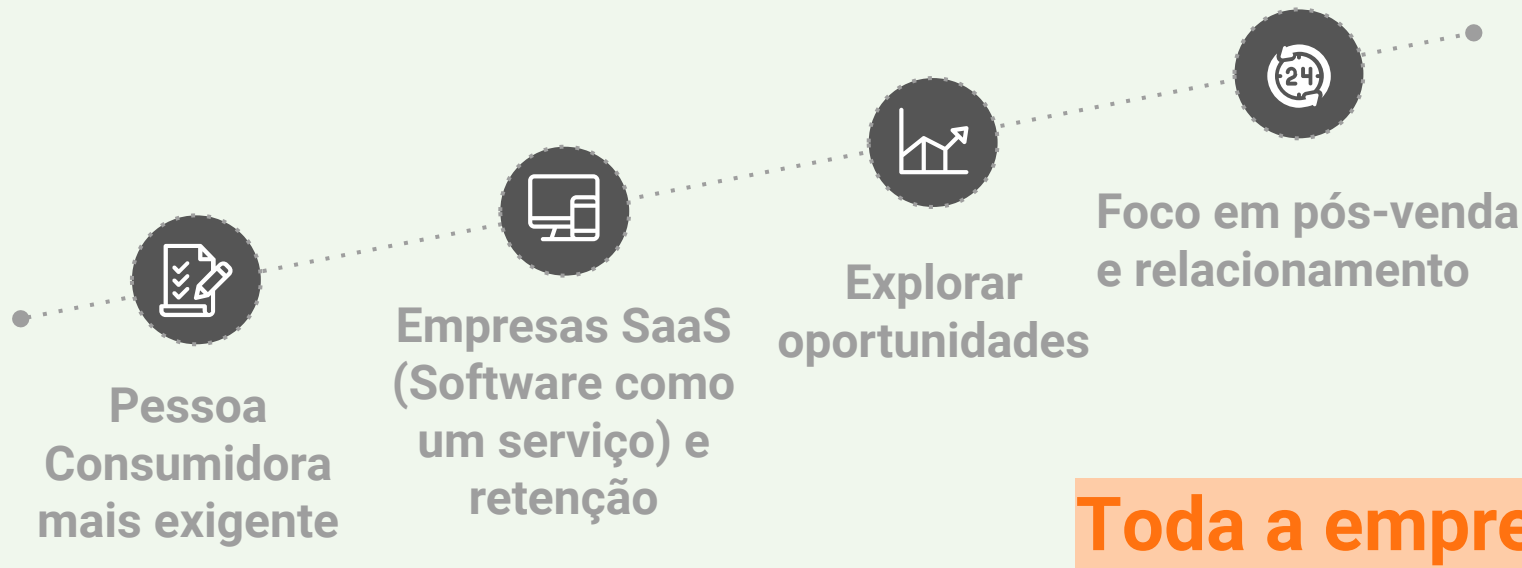 Pessoa
Consumidora
mais exigente
Empresas SaaS
(Software como
um serviço) e
retenção
Explorar
oportunidades
24
Foco em pós-venda
e relacionamento
Toda a empre